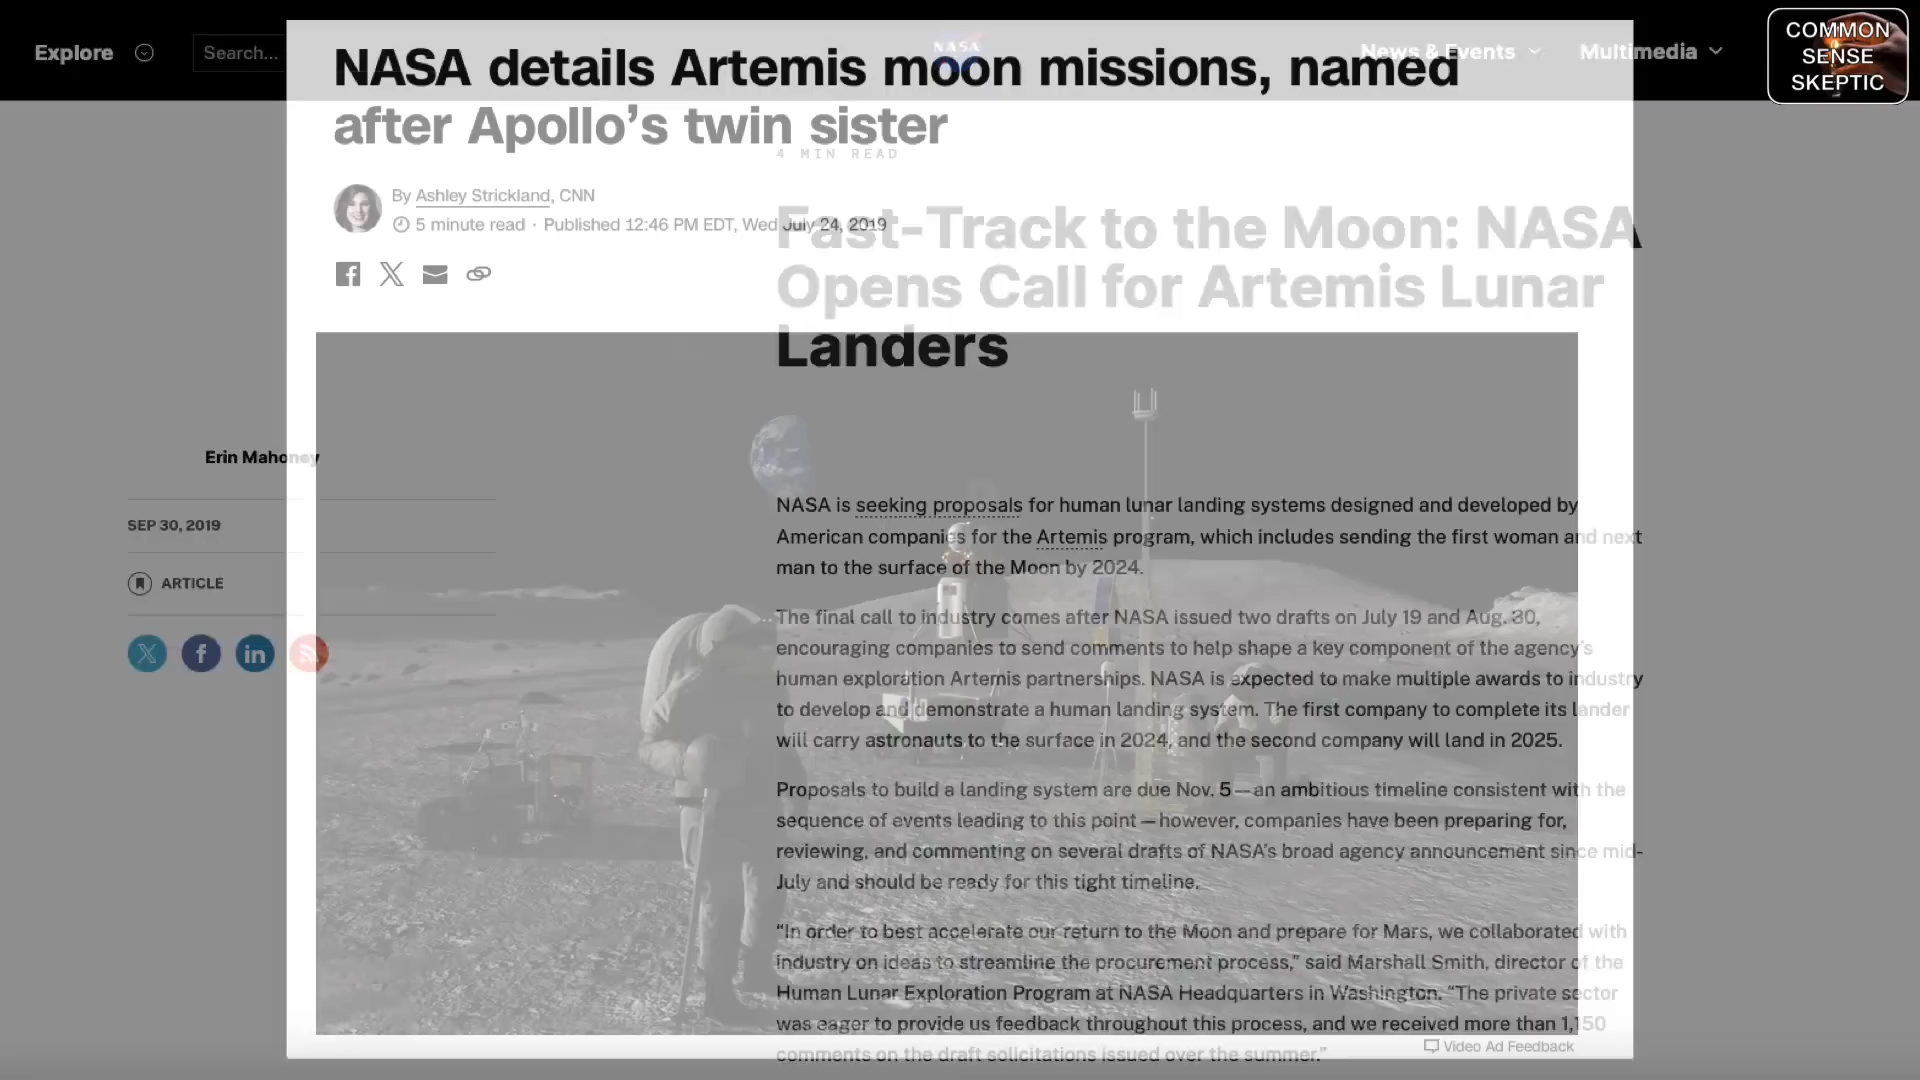 Explore
Search...
NASA
News & Events
Multimedia
COMMON
SENSE
SKEPTIC
NASA details Artemis moon missions, named
after Apollo’s twin sister
4 MIN READ
By Ashley Strickland, CNN
5 minute read · Published 12:46 PM EDT, Wed July 24, 2019
Fast-Track to the Moon: NASA
Opens Call for Artemis Lunar
Landers
Erin Mahoney
SEP 30, 2019
ARTICLE
NASA is seeking proposals for human lunar landing systems designed and developed by
American companies for the Artemis program, which includes sending the first woman and next
man to the surface of the Moon by 2024.
The final call to industry comes after NASA issued two drafts on July 19 and Aug. 30,
encouraging companies to send comments to help shape a key component of the agency’s
human exploration Artemis partnerships. NASA is expected to make multiple awards to industry
to develop and demonstrate a human landing system. The first company to complete its lander
will carry astronauts to the surface in 2024, and the second company will land in 2025.
Proposals to build a landing system are due Nov. 5 — an ambitious timeline consistent with the
sequence of events leading to this point — however, companies have been preparing for,
reviewing, and commenting on several drafts of NASA’s broad agency announcement since mid-
July and should be ready for this tight timeline.
“In order to best accelerate our return to the Moon and prepare for Mars, we collaborated with
industry on ideas to streamline the procurement process,” said Marshall Smith, director of the
Human Lunar Exploration Program at NASA Headquarters in Washington. “The private sector
was eager to provide us feedback throughout this process, and we received more than 1,150
comments on the draft solicitations issued over the summer.”
Video Ad Feedback